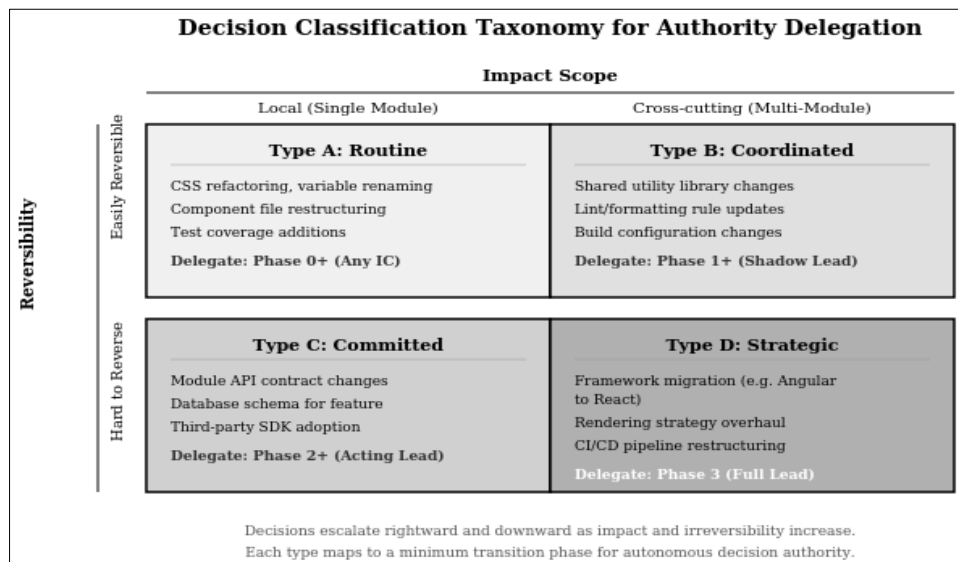 Decision Classification Taxonomy for Authority Delegation
Impact Scope
Local (Single Module)
Cross-cutting (Multi-Module)
Reversibility
Easily Reversible
Type A: Routine
CSS refactoring, variable renaming
Component file restructuring
Test coverage additions
Delegate: Phase 0+ (Any IC)
Type B: Coordinated
Shared utility library changes
Lint/formatting rule updates
Build configuration changes
Delegate: Phase 1+ (Shadow Lead)
Hard to Reverse
Type C: Committed
Module API contract changes
Database schema for feature
Third-party SDK adoption
Delegate: Phase 2+ (Acting Lead)
Type D: Strategic
Framework migration (e.g. Angular
to React)
Rendering strategy overhaul
CI/CD pipeline restructuring
Delegate: Phase 3 (Full Lead)
Decisions escalate rightward and downward as impact and irreversibility increase.
Each type maps to a minimum transition phase for autonomous decision authority.